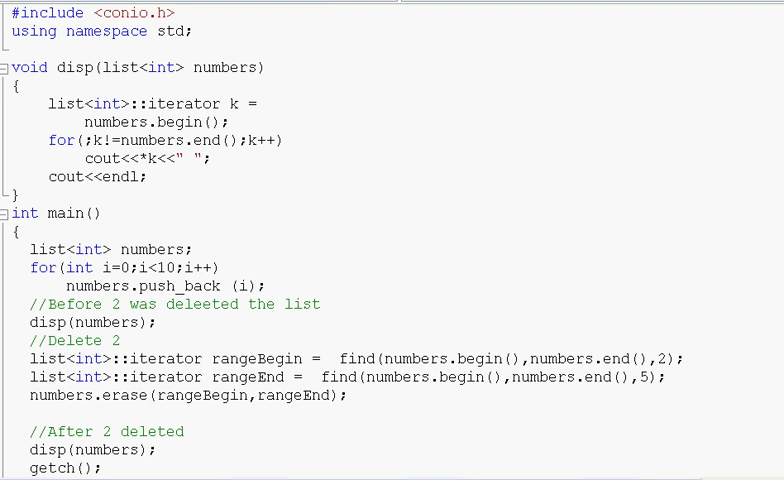 #include <conio.h>
using namespace std;
void disp(list<int> numbers)
{
list<int>::iterator k =
numbers.begin();
for(;k!=numbers.end();k++)
cout<<*k<<" ";
cout<<endl;
}
int main()
{
list<int> numbers;
for(int i=0;i<10;i++)
numbers.push_back (i);
//Before 2 was deleeted the list
disp(numbers);
//Delete 2
list<int>::iterator rangeBegin =  find(numbers.begin(),numbers.end(),2);
list<int>::iterator rangeEnd =  find(numbers.begin(),numbers.end(),5);
numbers.erase(rangeBegin,rangeEnd);
//After 2 deleted
disp(numbers);
getch();